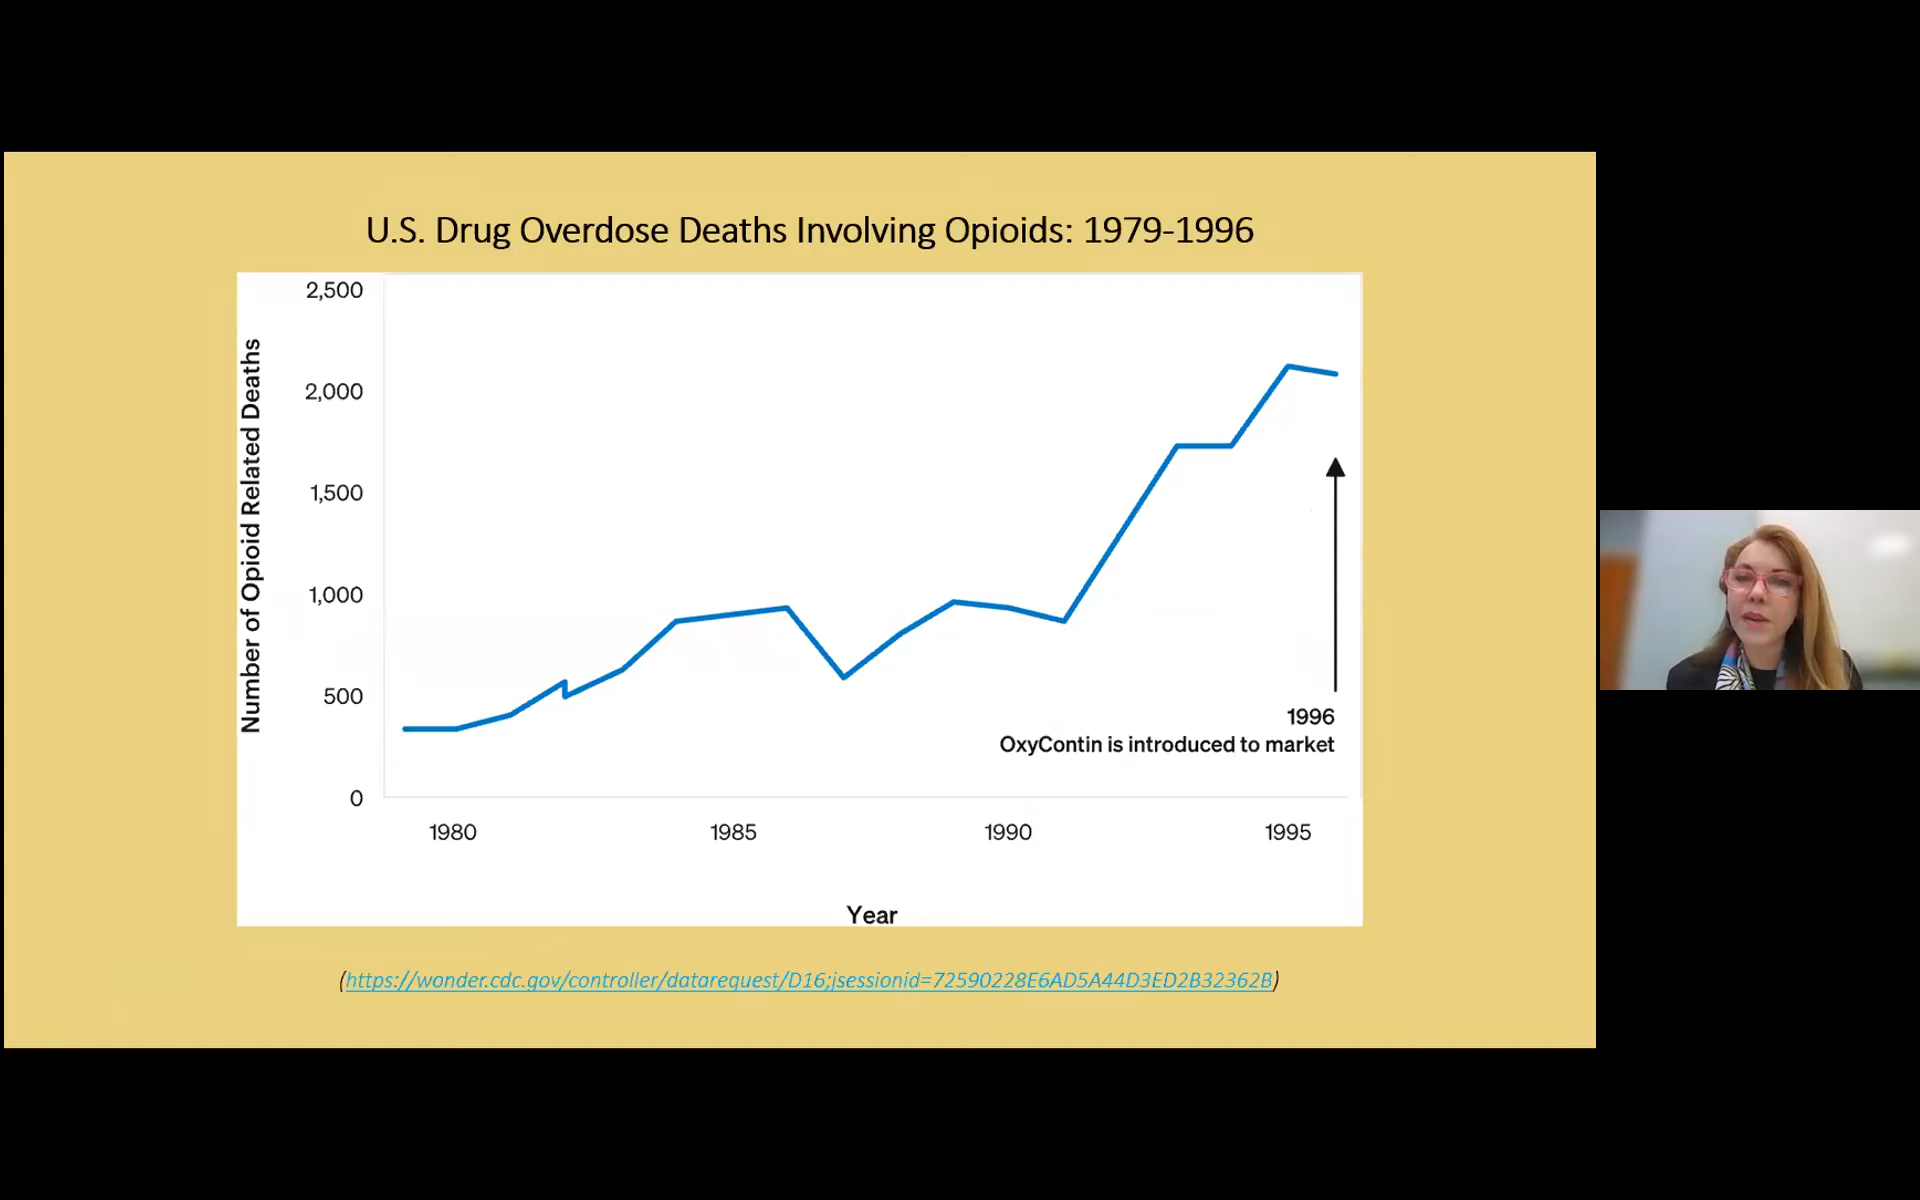 U.S. Drug Overdose Deaths Involving Opioids: 1979-1996
Number of Opioid Related Deaths
2,500
2,000
1,500
1,000
500
0
1996
OxyContin is introduced to market
1980 1985 1990 1995
Year
(https://wonder.cdc.gov/controller/datarequest/D16;jsessionid=72590228E6AD5A44D3ED2B32362B)